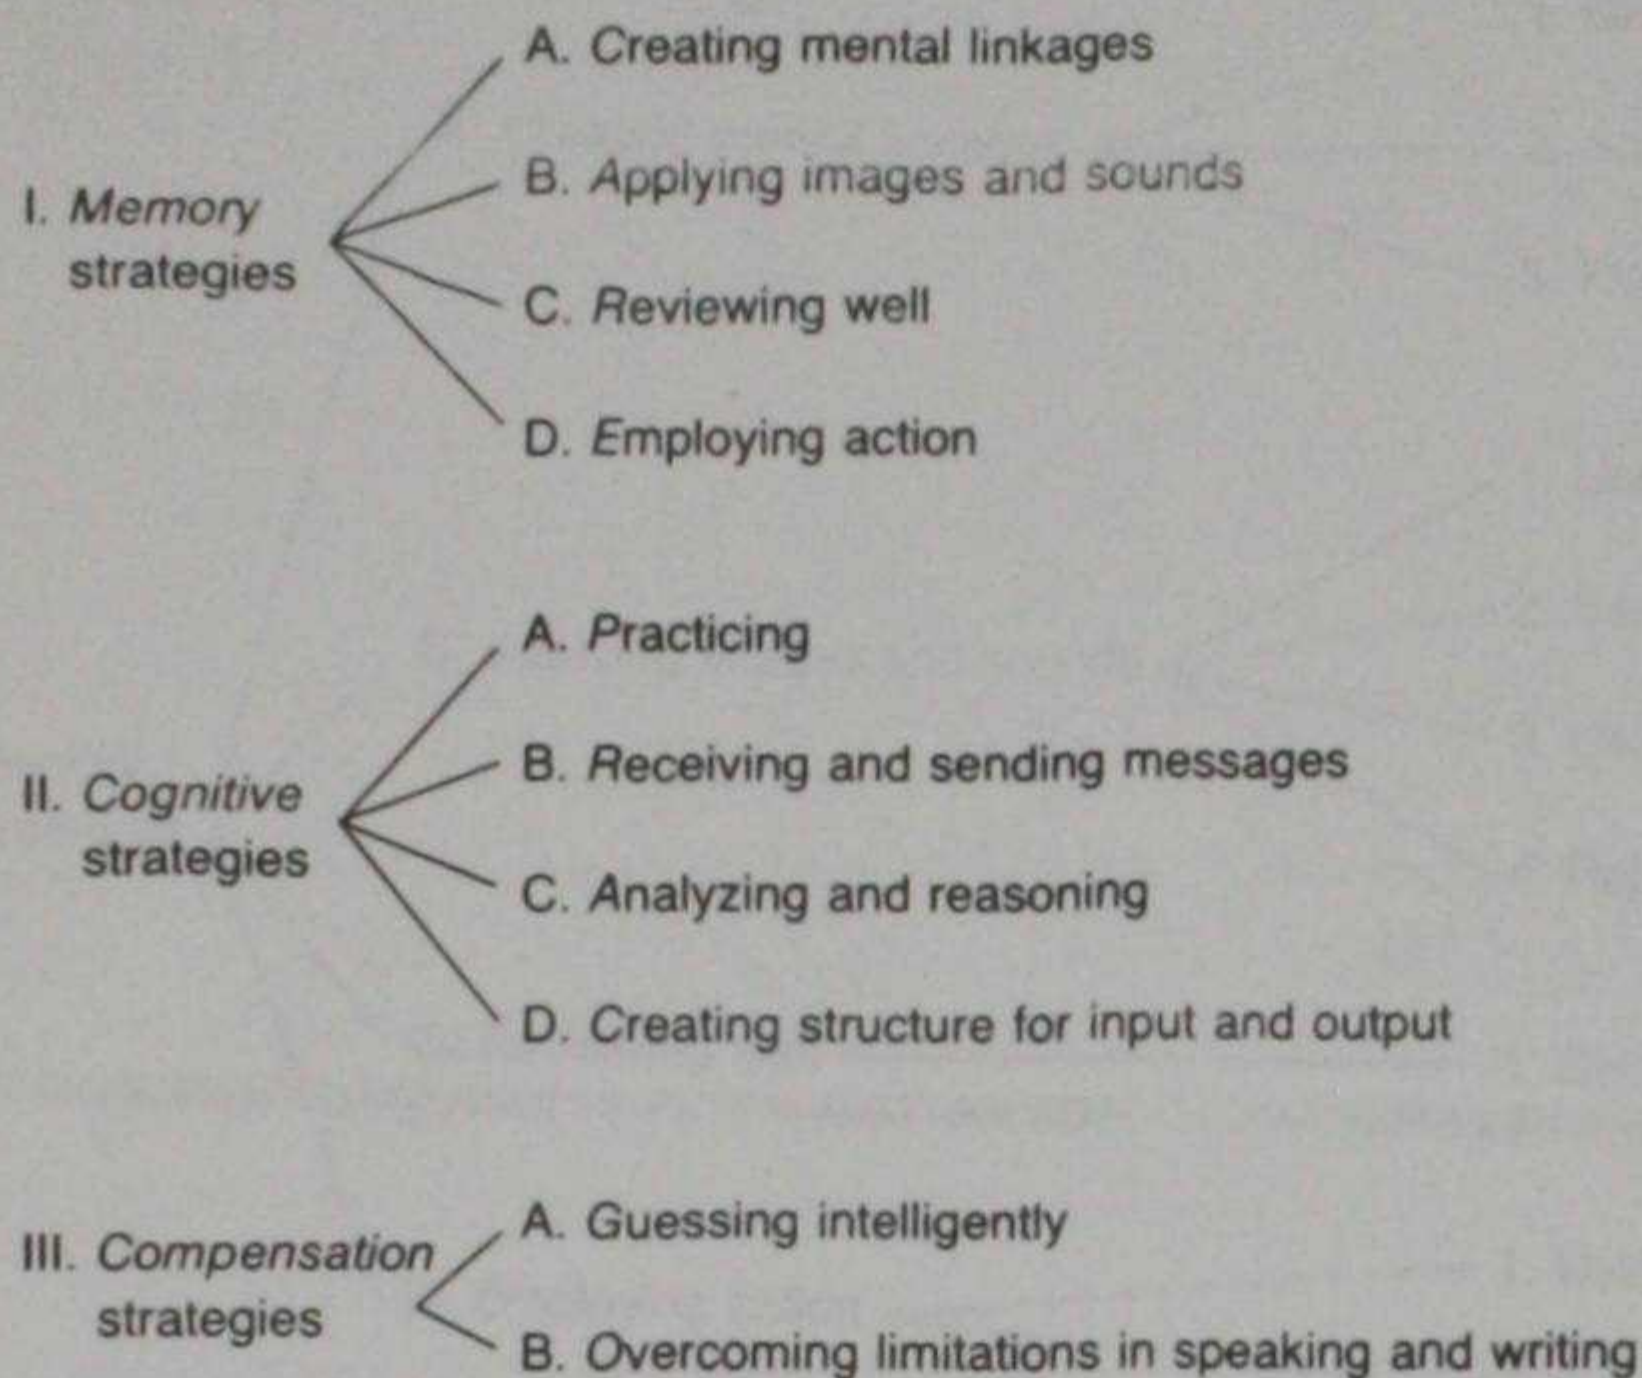 A. Creating mental linkages
B. Applying images and sounds
I. Memory
strategies
C. Reviewing well
D. Employing action
A. Practicing
B. Receiving and sending messages
II. Cognitive
strategies
C. Analyzing and reasoning
D. Creating structure for input and output
A. Guessing intelligently
III. Compensation
strategies
B. Overcoming limitations in speaking and writing